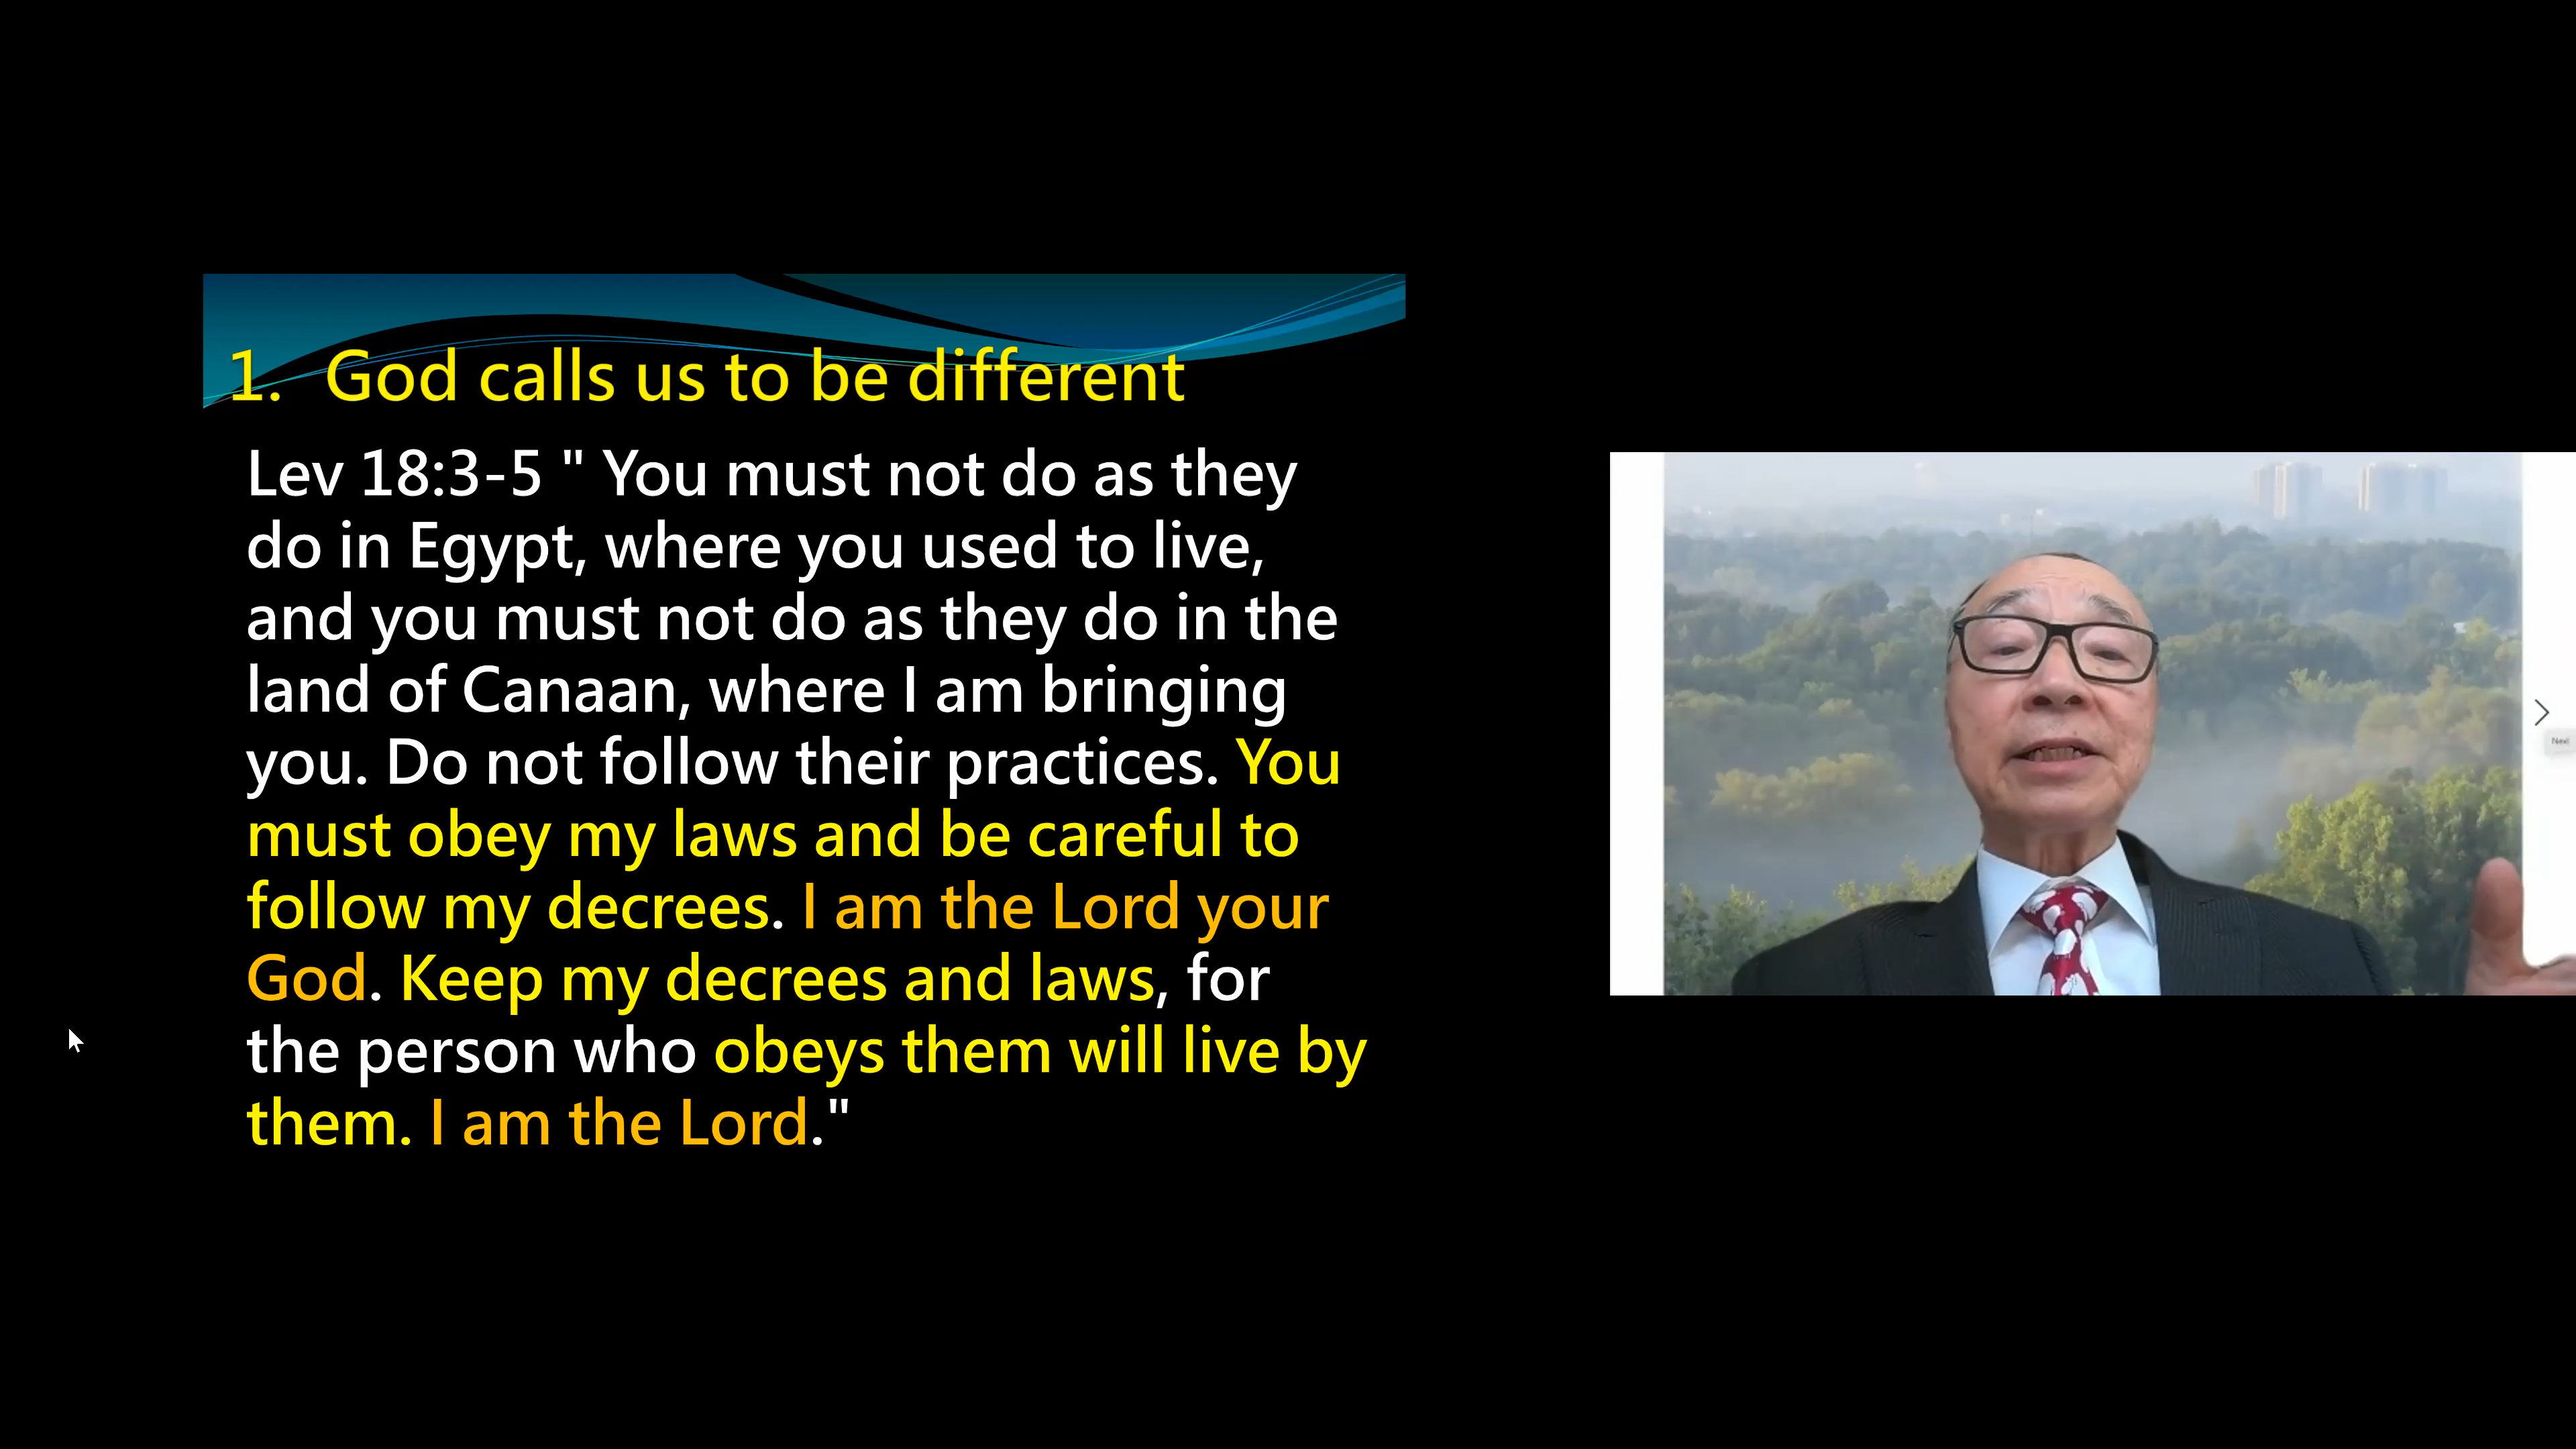 1. God calls us to be different
Lev 18:3-5 " You must not do as they
do in Egypt, where you used to live,
and you must not do as they do in the
land of Canaan, where I am bringing
you. Do not follow their practices. You
must obey my laws and be careful to
follow my decrees. I am the Lord your
God. Keep my decrees and laws, for
the person who obeys them will live by
them. I am the Lord."
Next